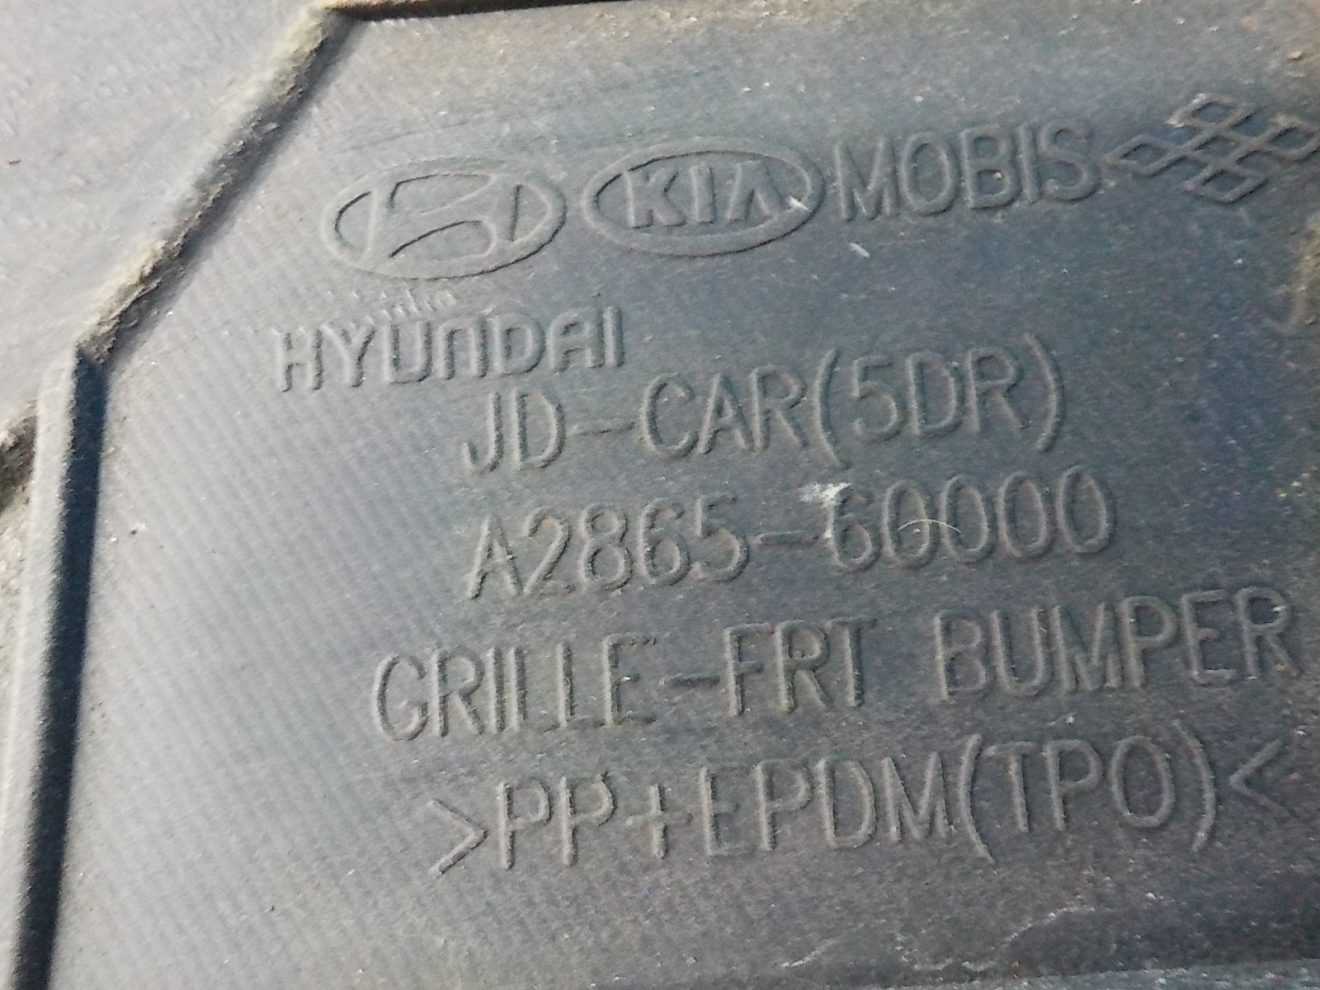 KIA MOBIS
HYUNDAI
JD-CAR(5DR)
A2865-60000
GRILLE-FRT BUMPER
>PP+EPDM(TPO)<